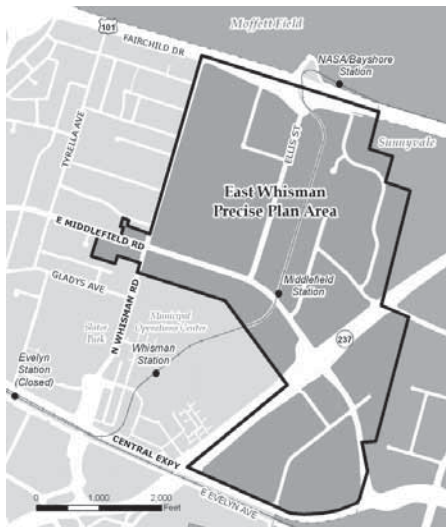 Moffett Field
101
FAIRCHILD DR
NASA/Bayshore
Station
TYRELLA AVE
ELLIS ST
Sunnyvale
East Whisman
Precise Plan Area
E MIDDLEFIELD RD
GLADYS AVE
N WHISMAN RD
Middlefield
Station
Slater
Park
Municipal
Operations Center
237
Whisman
Station
Evelyn
Station
(Closed)
CENTRAL EXPY
E EVELYN AVE
0 1,000 2,000
Feet